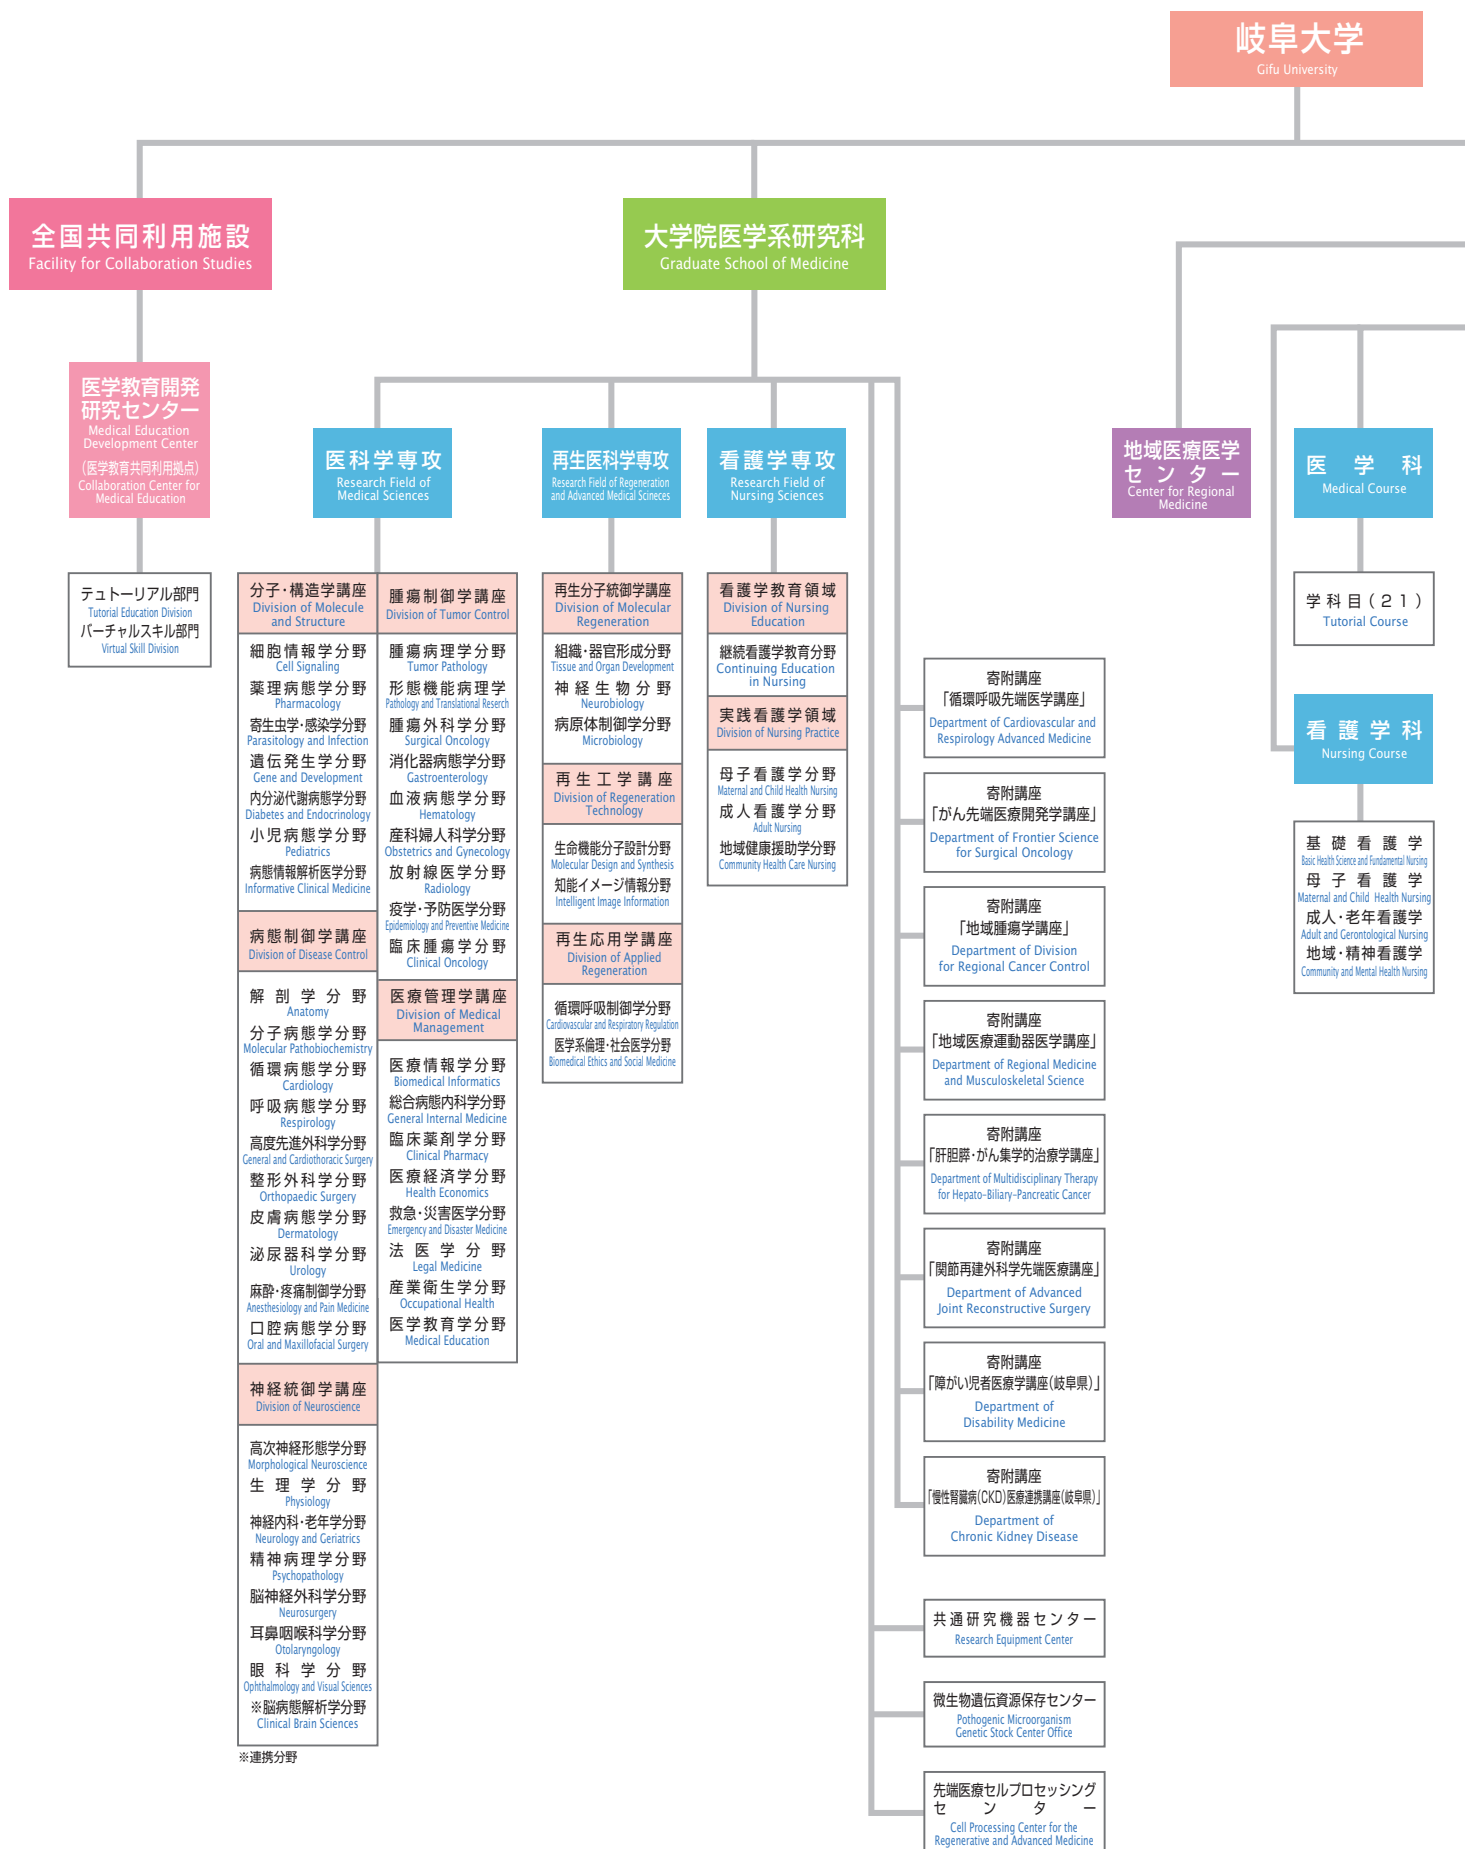 岐阜大学
Gifu University
全国共同利用施設
Facility for Collaboration Studies
大学院医学系研究科
Graduate School of Medicine
医学教育開発
研究センター
Medical Education
Development Center
(医学教育共同利用拠点)
Collaboration Center for
Medical Education
テュトーリアル部門
Tutorial Education Division
バーチャルスキル部門
Virtual Skill Division
医科学専攻
Research Field of
Medical Sciences
分子・構造学講座
Division of Molecule
and Structure
細胞情報学分野
Cell Signaling
薬理病態学分野
Pharmacology
寄生虫学・感染学分野
Parasitology and Infection
遺伝発生学分野
Gene and Development
内分泌代謝病態学分野
Diabetes and Endocrinology
小児病態学分野
Pediatrics
病態情報解析医学分野
Informative Clinical Medicine
病態制御学講座
Division of Disease Control
解剖学分野
Anatomy
分子病態学分野
Molecular Pathobiochemistry
循環病態学分野
Cardiology
呼吸病態学分野
Respirology
高度先進外科学分野
General and Cardiothoracic Surgery
整形外科学分野
Orthopaedic Surgery
皮膚病態学分野
Dermatology
泌尿器科学分野
Urology
麻酔・疼痛制御学分野
Anesthesiology and Pain Medicine
口腔病態学分野
Oral and Maxillofacial Surgery
神経統御学講座
Division of Neuroscience
高次神経形態学分野
Morphological Neuroscience
生理学分野
Physiology
神経内科・老年学分野
Neurology and Geriatrics
精神病理学分野
Psychopathology
脳神経外科学分野
Neurosurgery
耳鼻咽喉科学分野
Otolaryngology
眼科学分野
Ophthalmology and Visual Sciences
※脳病態解析学分野
Clinical Brain Sciences
※連携分野
腫瘍制御学講座
Division of Tumor Control
腫瘍病理学分野
Tumor Pathology
形態機能病理学
Pathology and Translational Reserch
腫瘍外科学分野
Surgical Oncology
消化器病態学分野
Gastroenterology
血液病態学分野
Hematology
産科婦人科学分野
Obstetrics and Gynecology
放射線医学分野
Radiology
疫学・予防医学分野
Epidemiology and Preventive Medicine
臨床腫瘍学分野
Clinical Oncology
医療管理学講座
Division of Medical
Management
医療情報学分野
Biomedical Informatics
総合病態内科学分野
General Internal Medicine
臨床薬剤学分野
Clinical Pharmacy
医療経済学分野
Health Economics
救急・災害医学分野
Emergency and Disaster Medicine
法医学分野
Legal Medicine
産業衛生学分野
Occupational Health
医学教育学分野
Medical Education
再生医科学専攻
Research Field of Regeneration
and Advanced Medical Scineces
再生分子統御学講座
Division of Molecular
Regeneration
組織・器官形成分野
Tissue and Organ Development
神経生物分野
Neurobiology
病原体制御学分野
Microbiology
再生工学講座
Division of Regeneration
Technology
生命機能分子設計分野
Molecular Design and Synthesis
知能イメージ情報分野
Intelligent Image Information
再生応用学講座
Division of Applied
Regeneration
循環呼吸制御学分野
Cardiovascular and Respiratory Regulation
医学系倫理・社会医学分野
Biomedical Ethics and Social Medicine
看護学専攻
Research Field of
Nursing Sciences
看護学教育領域
Division of Nursing
Education
継続看護学教育分野
Continuing Education
in Nursing
実践看護学領域
Division of Nursing Practice
母子看護学分野
Maternal and Child Health Nursing
成人看護学分野
Adult Nursing
地域健康援助学分野
Community Health Care Nursing
寄附講座
「循環呼吸先端医学講座」
Department of Cardiovascular and
Respirology Advanced Medicine
寄附講座
「がん先端医療開発学講座」
Department of Frontier Science
for Surgical Oncology
寄附講座
「地域腫瘍学講座」
Department of Division
for Regional Cancer Control
寄附講座
「地域医療運動器医学講座」
Department of Regional Medicine
and Musculoskeletal Science
寄附講座
「肝胆膵・がん集学的治療学講座」
Department of Multidisciplinary Therapy
for Hepato-Biliary-Pancreatic Cancer
寄附講座
「関節再建外科学先端医療講座」
Department of Advanced
Joint Reconstructive Surgery
寄附講座
「障がい児者医療学講座(岐阜県)」
Department of
Disability Medicine
寄附講座
「慢性腎臓病(CKD)医療連携講座(岐阜県)」
Department of
Chronic Kidney Disease
共通研究機器センター
Research Equipment Center
微生物遺伝資源保存センター
Pothogenic Microorganism
Genetic Stock Center Office
先端医療セルプロセッシング
センター
Cell Processing Center for the
Regenerative and Advanced Medicine
地域医療医学
センター
Center for Regional
Medicine
医学科
Medical Course
学科目(21)
Tutorial Course
看護学科
Nursing Course
基礎看護学
Basic Health Science and Fundamental Nursing
母子看護学
Maternal and Child Health Nursing
成人・老年看護学
Adult and Gerontological Nursing
地域・精神看護学
Community and Mental Health Nursing